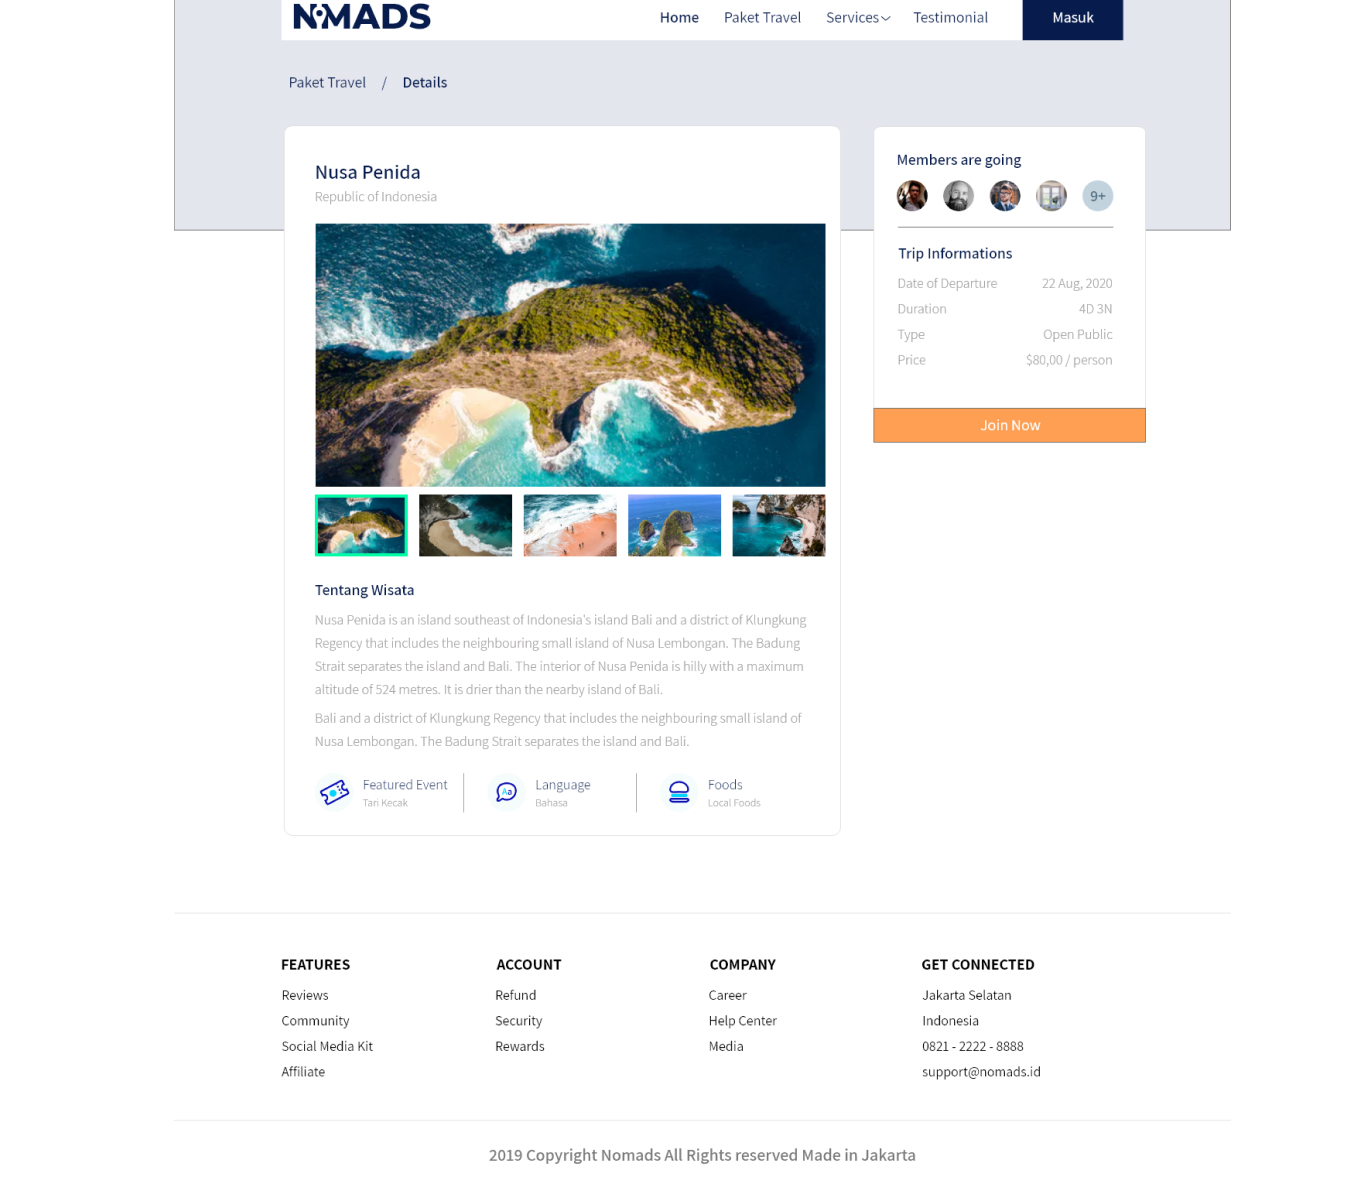 NOMADS
Home Paket Travel Services Testimonial Masuk
Paket Travel / Details
Nusa Penida
Republic of Indonesia
Tentang Wisata
Nusa Penida is an island southeast of Indonesia's island Bali and a district of Klungkung
Regency that includes the neighbouring small island of Nusa Lembongan. The Badung
Strait separates the island and Bali. The interior of Nusa Penida is hilly with a maximum
altitude of 524 metres. It is drier than the nearby island of Bali.
Bali and a district of Klungkung Regency that includes the neighbouring small island of
Nusa Lembongan. The Badung Strait separates the island and Bali.
Featured Event
Tari Kecak
Aa
Language
Bahasa
Foods
Local Foods
Members are going
9+
Trip Informations
Date of Departure 22 Aug, 2020
Duration 4D 3N
Type Open Public
Price $80,00 / person
Join Now
FEATURES
Reviews
Community
Social Media Kit
Affiliate
ACCOUNT
Refund
Security
Rewards
COMPANY
Career
Help Center
Media
GET CONNECTED
Jakarta Selatan
Indonesia
0821 - 2222 - 8888
support@nomads.id
2019 Copyright Nomads All Rights reserved Made in Jakarta